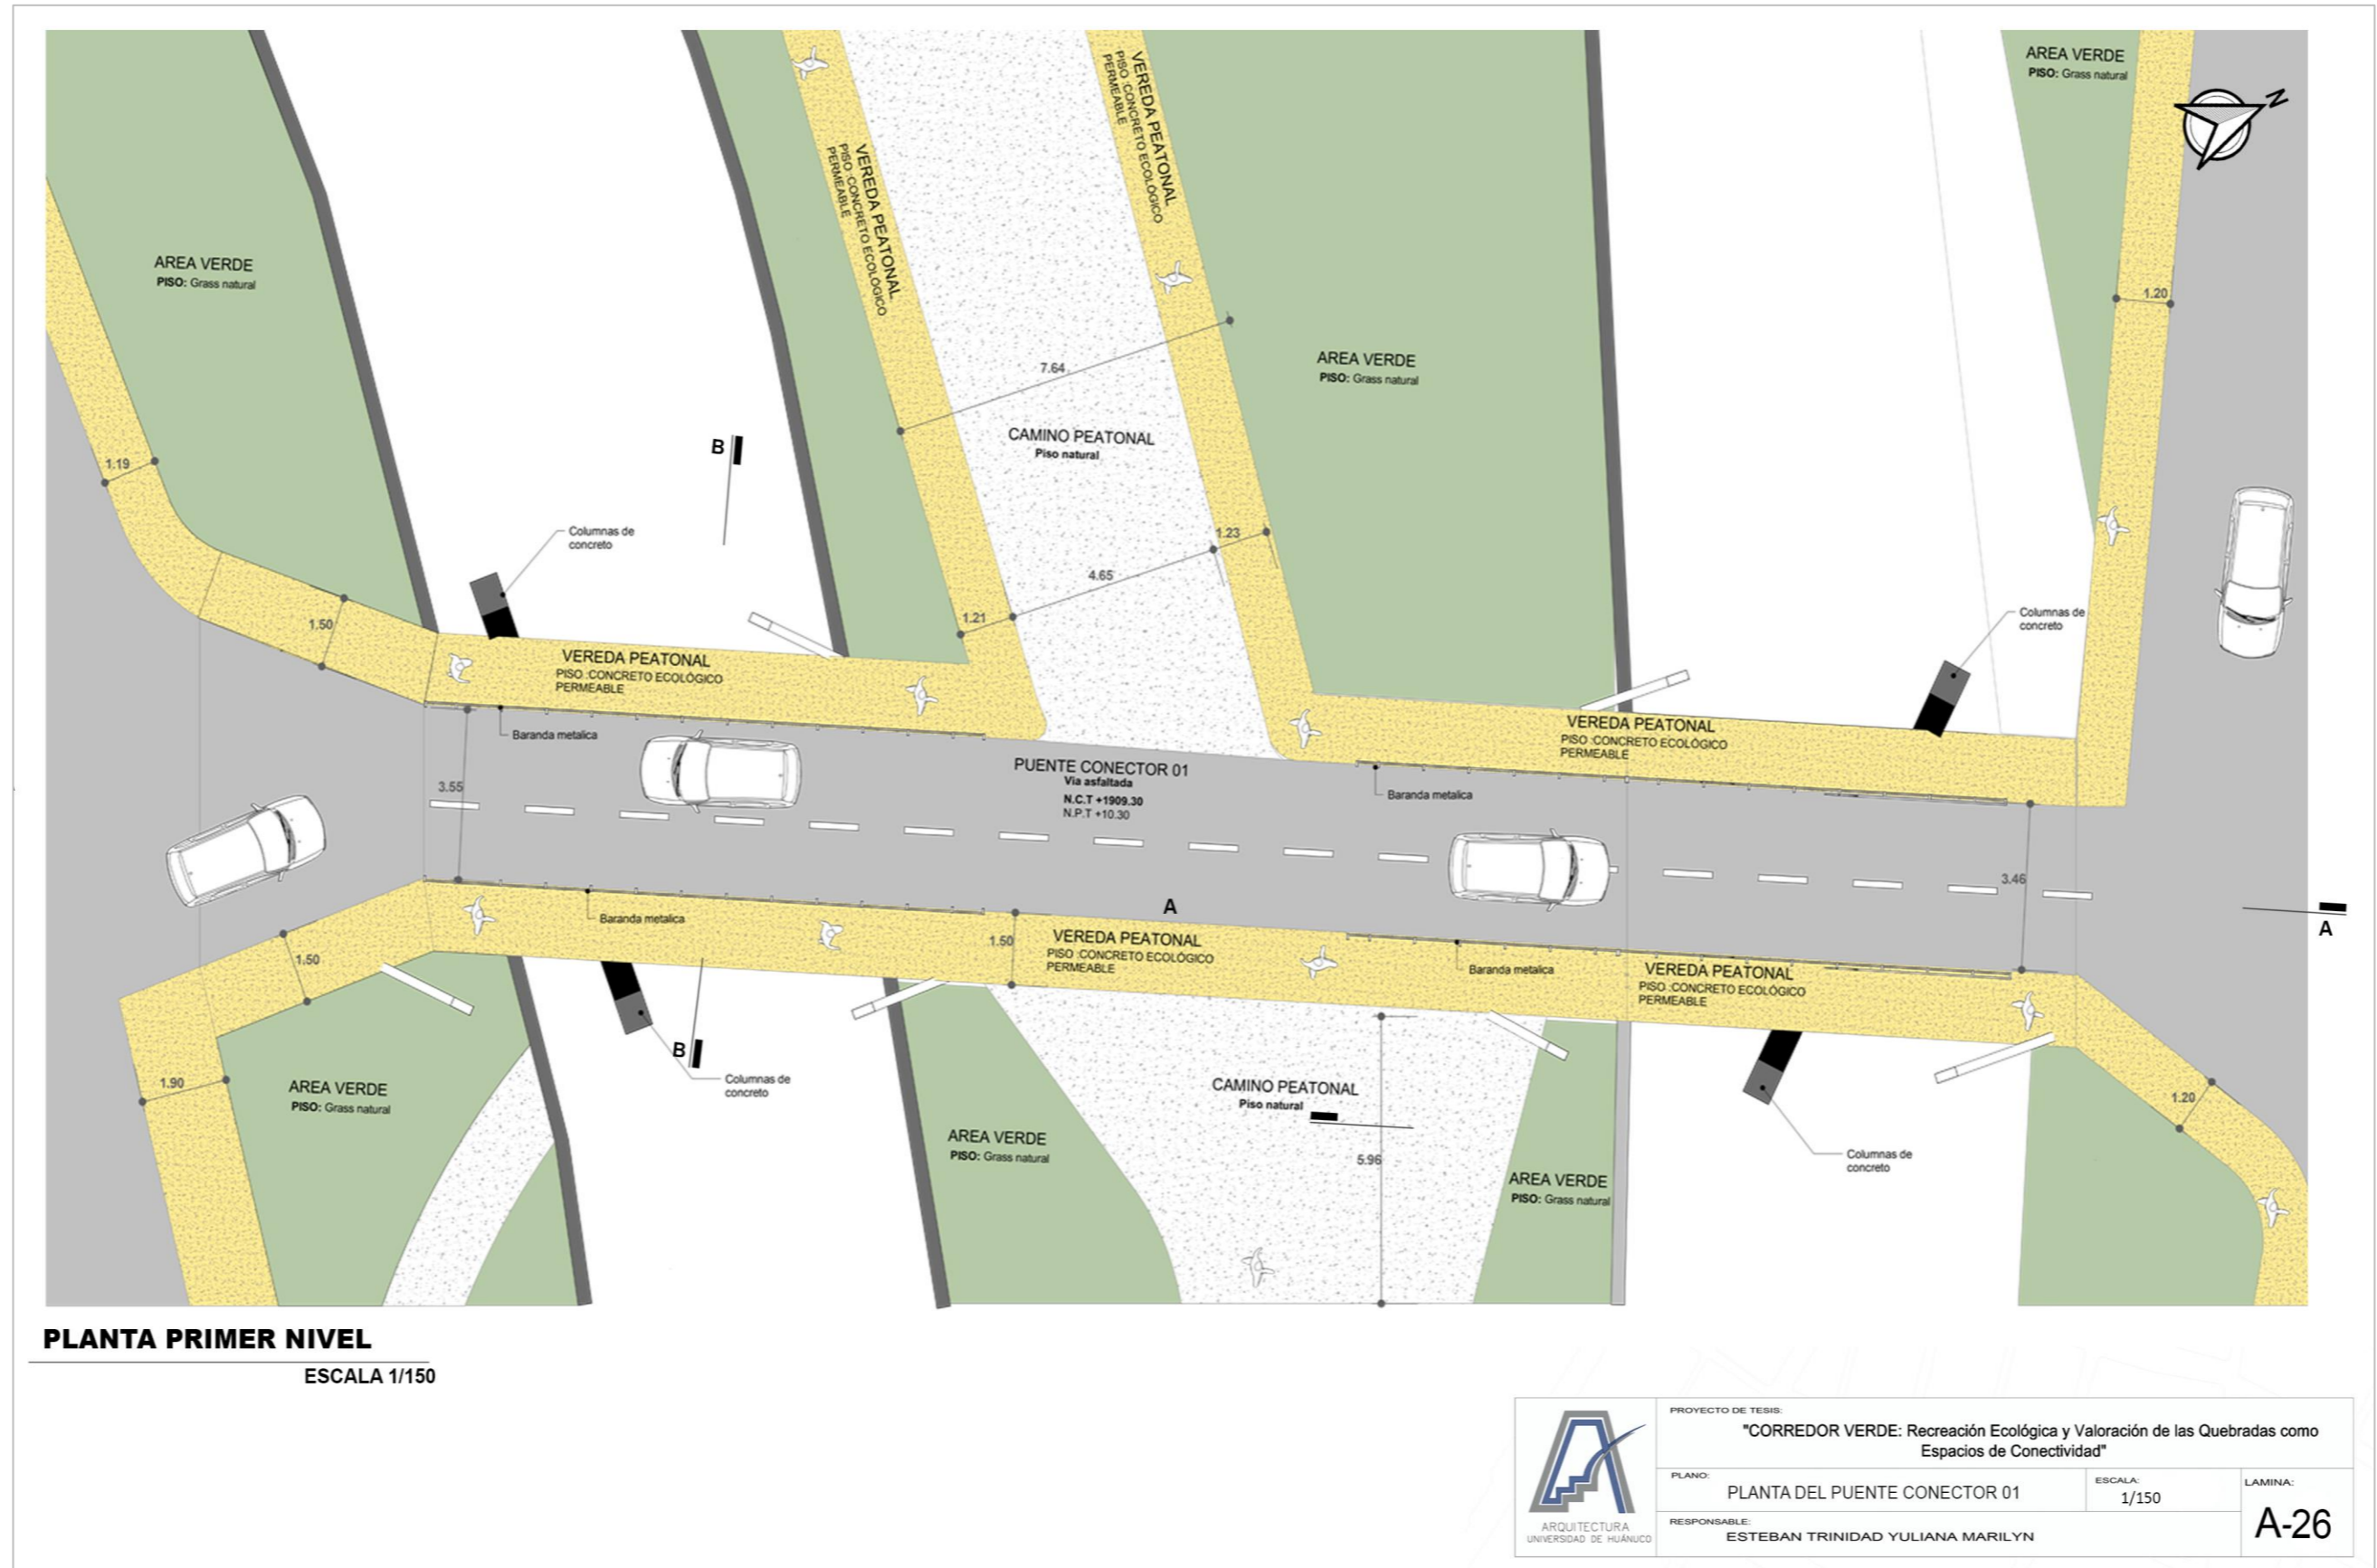 AREA VERDE
PISO: Grass natural
N
VEREDA PEATONAL
PISO :CONCRETO ECOLÓGICO
PERMEABLE
VEREDA PEATONAL
PISO :CONCRETO ECOLÓGICO
PERMEABLE
AREA VERDE
PISO: Grass natural
1.20
AREA VERDE
PISO: Grass natural
7.64
CAMINO PEATONAL
Piso natural
B
1.19
Columnas de
concreto
1.23
4.65
1.21
1.50
Columnas de
concreto
VEREDA PEATONAL
PISO :CONCRETO ECOLÓGICO
PERMEABLE
VEREDA PEATONAL
PISO :CONCRETO ECOLÓGICO
PERMEABLE
Baranda metalica
PUENTE CONECTOR 01
Via asfaltada
N.C.T +1909.30
N.P.T +10.30
3.55
Baranda metalica
3.46
A
A
Baranda metalica
1.50
VEREDA PEATONAL
PISO :CONCRETO ECOLÓGICO
PERMEABLE
Baranda metalica
VEREDA PEATONAL
PISO :CONCRETO ECOLÓGICO
PERMEABLE
1.50
B
1.90
AREA VERDE
PISO: Grass natural
Columnas de
concreto
CAMINO PEATONAL
Piso natural
1.20
AREA VERDE
PISO: Grass natural
5.96
Columnas de
concreto
AREA VERDE
PISO: Grass natural
PLANTA PRIMER NIVEL
ESCALA 1/150
ARQUITECTURA
UNIVERSIDAD DE HUÁNUCO
PROYECTO DE TESIS:
"CORREDOR VERDE: Recreación Ecológica y Valoración de las Quebradas como
Espacios de Conectividad"
PLANO:
PLANTA DEL PUENTE CONECTOR 01
ESCALA:
1/150
LAMINA:
A-26
RESPONSABLE:
ESTEBAN TRINIDAD YULIANA MARILYN